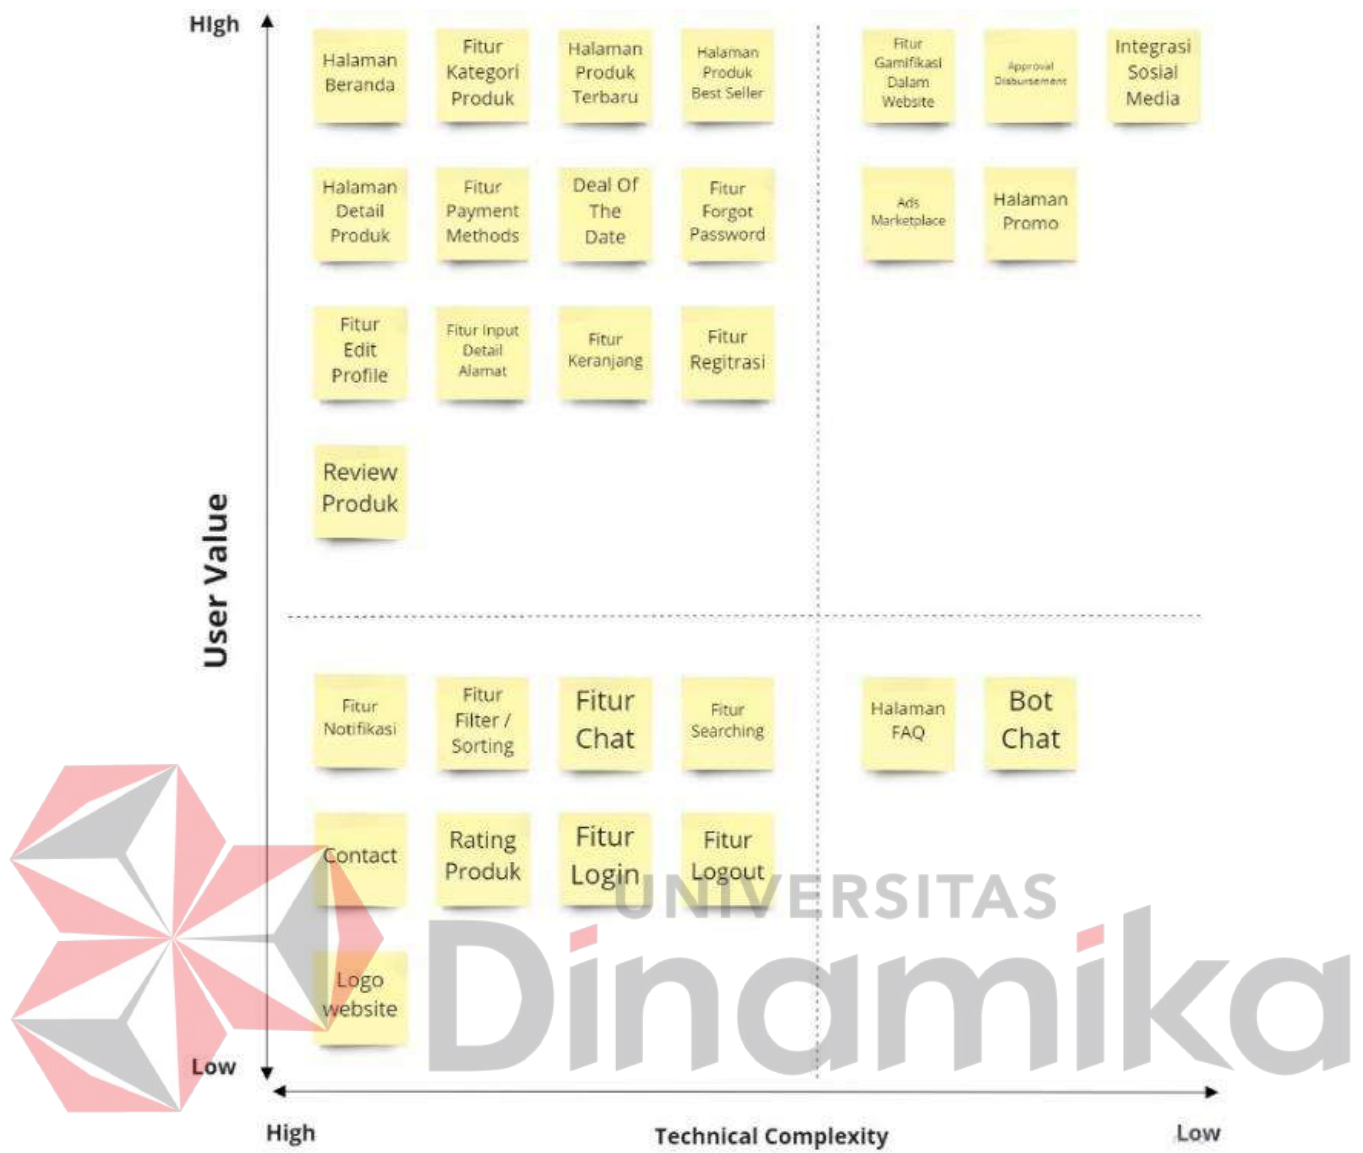 HIgh
Halaman
Beranda
Fitur
Kategori
Produk
Halaman
Produk
Terbaru
Halaman
Produk
Best Seller
Fitur
Gamifikasi
Dalam
Website
Approval
Disbursement
Integrasi
Sosial
Media
Halaman
Detail
Produk
Fitur
Payment
Methods
Deal Of
The
Date
Fitur
Forgot
Password
Ads
Marketplace
Halaman
Promo
Fitur
Edit
Profile
Fitur Input
Detail
Alamat
Fitur
Keranjang
Fitur
Regitrasi
Review
Produk
User Value
Fitur
Notifikasi
Fitur
Filter /
Sorting
Fitur
Chat
Fitur
Searching
Halaman
FAQ
Bot
Chat
Contact
Rating
Produk
Fitur
Login
Fitur
Logout
UNIVERSITAS
Dinamika
Logo
website
Low
High
Technical Complexity
Low